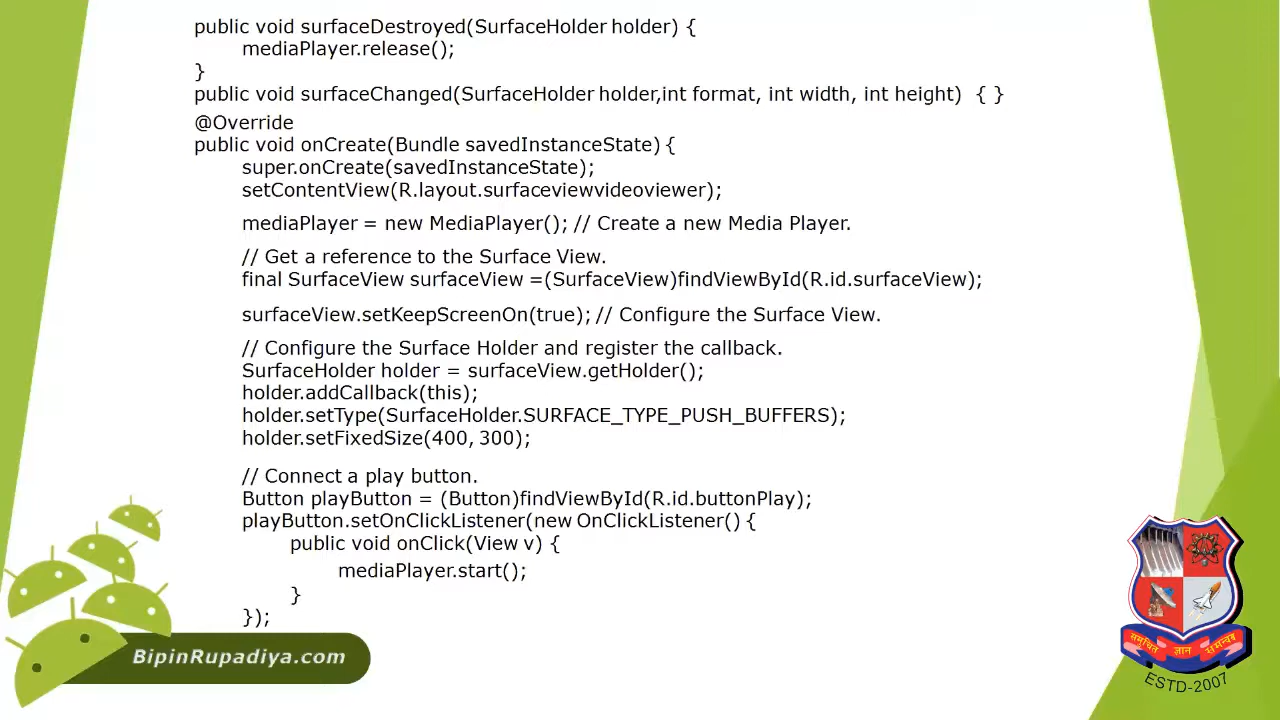 public void surfaceDestroyed(SurfaceHolder holder) {
mediaPlayer.release();
}
public void surfaceChanged(SurfaceHolder holder,int format, int width, int height)  { }
@Override
public void onCreate(Bundle savedInstanceState) {
super.onCreate(savedInstanceState);
setContentView(R.layout.surfaceviewvideoviewer);
mediaPlayer = new MediaPlayer(); // Create a new Media Player.
// Get a reference to the Surface View.
final SurfaceView surfaceView =(SurfaceView)findViewById(R.id.surfaceView);
surfaceView.setKeepScreenOn(true); // Configure the Surface View.
// Configure the Surface Holder and register the callback.
SurfaceHolder holder = surfaceView.getHolder();
holder.addCallback(this);
holder.setType(SurfaceHolder.SURFACE_TYPE_PUSH_BUFFERS);
holder.setFixedSize(400, 300);
// Connect a play button.
Button playButton = (Button)findViewById(R.id.buttonPlay);
playButton.setOnClickListener(new OnClickListener() {
public void onClick(View v) {
mediaPlayer.start();
}
});
BipinRupadiya.com
समुचित ज्ञान समन्वय
ESTD-2007